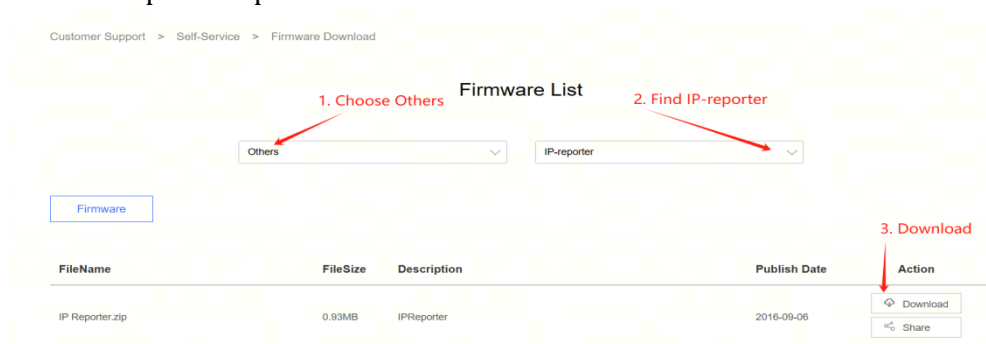 Customer Support > Self-Service > Firmware Download
Firmware List
1. Choose Others
2. Find IP-reporter
Others
IP-reporter
Firmware
3. Download
FileName FileSize Description Publish Date Action
IP Reporter.zip 0.93MB IPReporter 2016-09-06 Download
Share